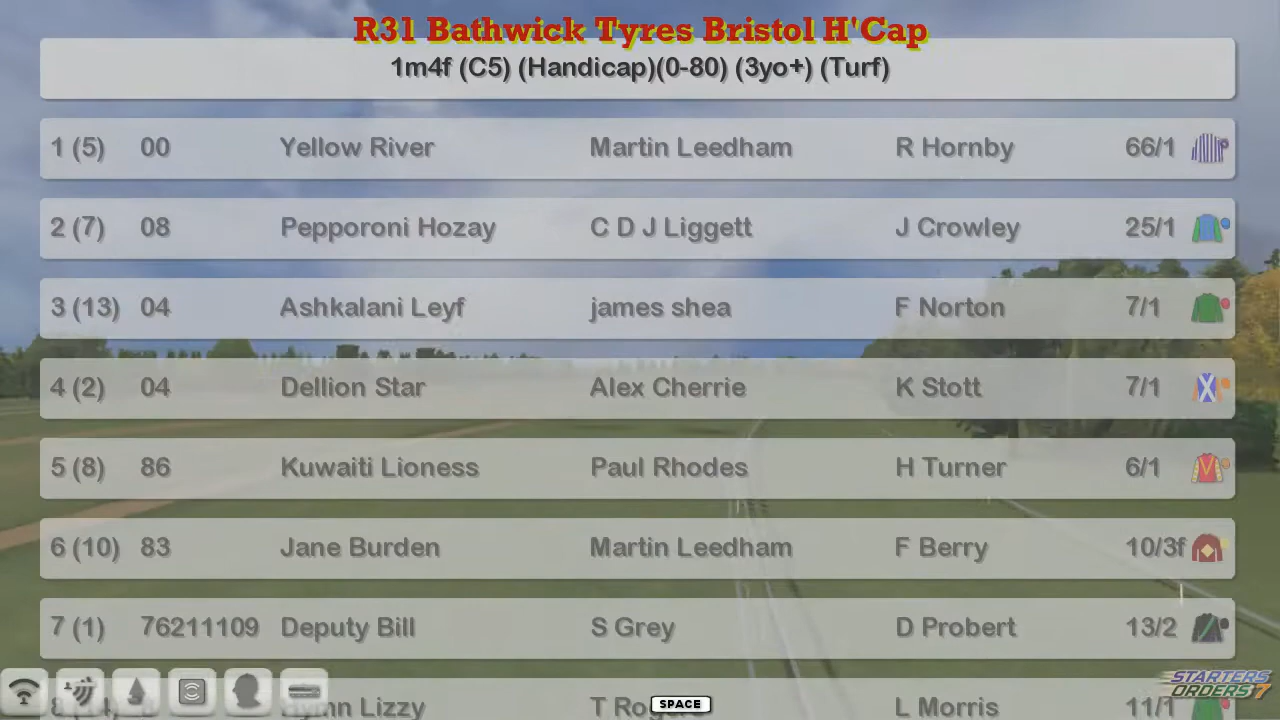 R31 Bathwick Tyres Bristol H'Cap
1m4f (C5) (Handicap)(0-80) (3yo+) (Turf)
1 (5) 00 Yellow River Martin Leedham R Hornby 66/1
2 (7) 08 Pepporoni Hozay C D J Liggett J Crowley 25/1
3 (13) 04 Ashkalani Leyf james shea F Norton 7/1
4 (2) 04 Dellion Star Alex Cherrie K Stott 7/1
5 (8) 86 Kuwaiti Lioness Paul Rhodes H Turner 6/1
6 (10) 83 Jane Burden Martin Leedham F Berry 10/3f
7 (1) 76211109 Deputy Bill S Grey D Probert 13/2
Lizzy L Morris 11/1
SPACE
STARTERS ORDERS 7